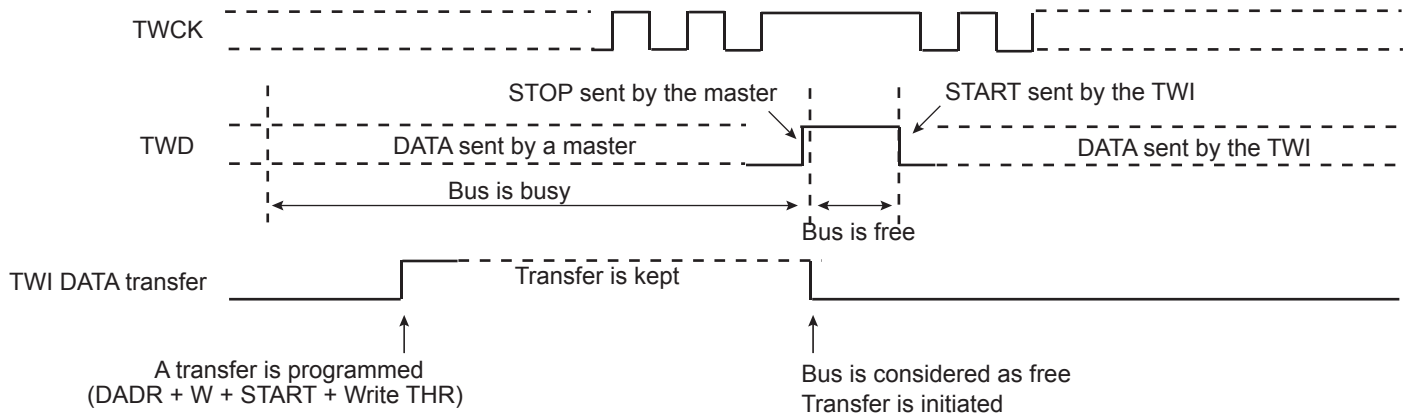 TWCK
STOP sent by the master
START sent by the TWI
TWD
DATA sent by a master
DATA sent by the TWI
Bus is busy
Bus is free
TWI DATA transfer
Transfer is kept
A transfer is programmed
(DADR + W + START + Write THR)
Bus is considered as free
Transfer is initiated